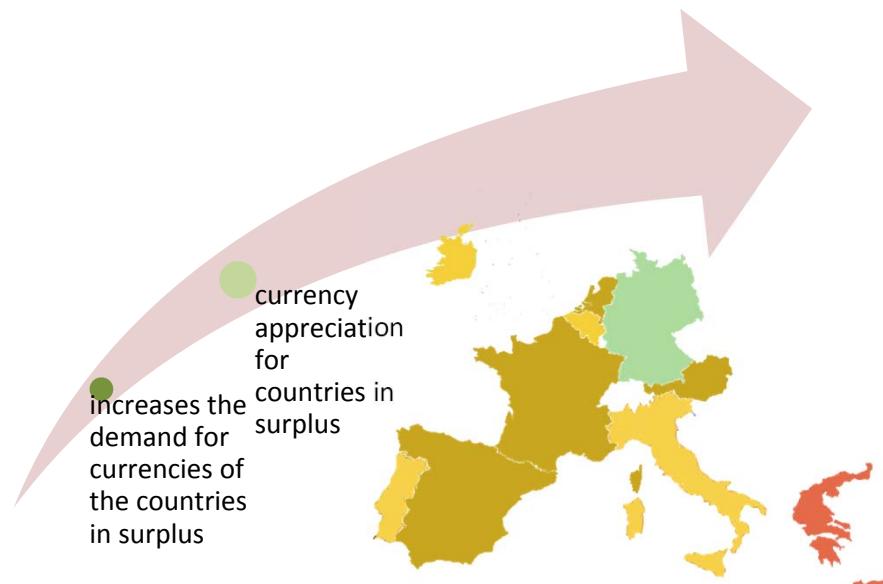 increases the
demand for
currencies of
the countries
in surplus
currency
appreciation
for
countries in
surplus